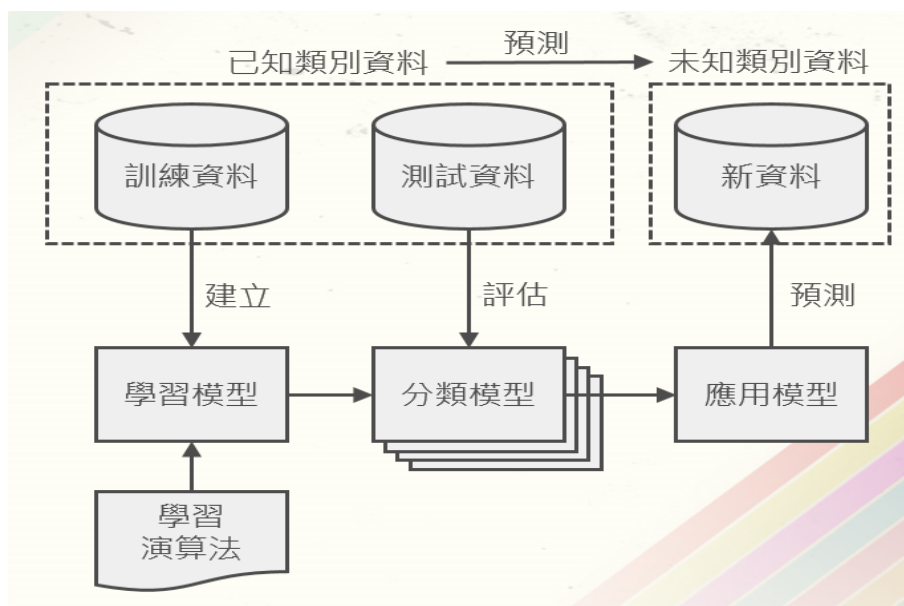 預測
已知類別資料
未知類別資料
訓練資料
測試資料
新資料
建立
評估
預測
學習模型
分類模型
應用模型
學習
演算法